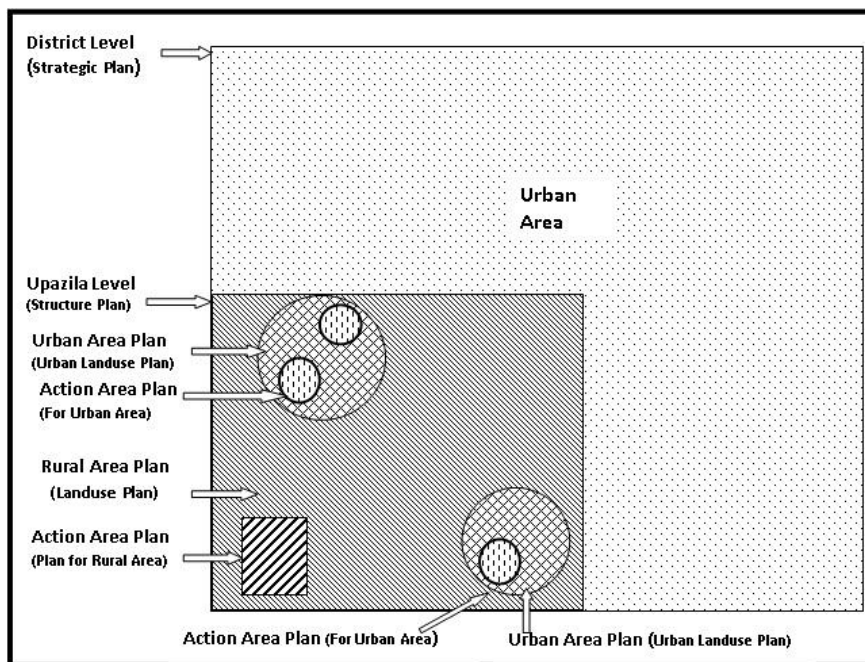 District Level
(Strategic Plan)
Urban
Area
Upazila Level
(Structure Plan)
Urban Area Plan
(Urban Landuse Plan)
Action Area Plan
(For Urban Area)
Rural Area Plan
(Landuse Plan)
Action Area Plan
(Plan for Rural Area)
Action Area Plan (For Urban Area)
Urban Area Plan (Urban Landuse Plan)